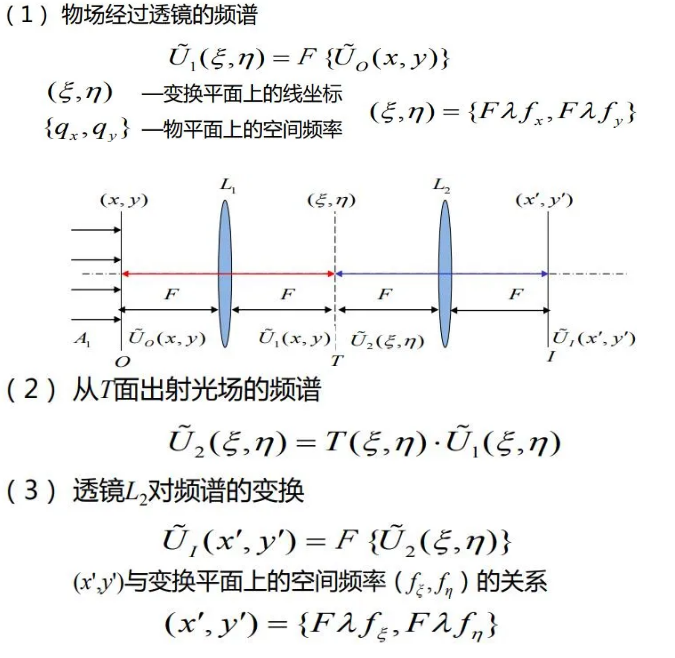 （1）物场经过透镜的频谱
Ũ₁(ξ,η) = F {Ũ_O(x,y)}
(ξ,η) —变换平面上的线坐标
{q_x,q_y} —物平面上的空间频率
(ξ,η) = {Fλf_x,Fλf_y}
L₁ L₂
(x,y) (ξ,η) (x′,y′)
F F F F
A₁ Ũ_O(x,y) Ũ₁(x,y) Ũ₂(ξ,η) Ũ_I(x′,y′)
O T I
（2）从T面出射光场的频谱
Ũ₂(ξ,η) = T(ξ,η)·Ũ₁(ξ,η)
（3）透镜L₂对频谱的变换
Ũ_I(x′,y′) = F {Ũ₂(ξ,η)}
(x',y')与变换平面上的空间频率（f_ξ,f_η）的关系
(x′,y′) = {Fλf_ξ,Fλf_η}